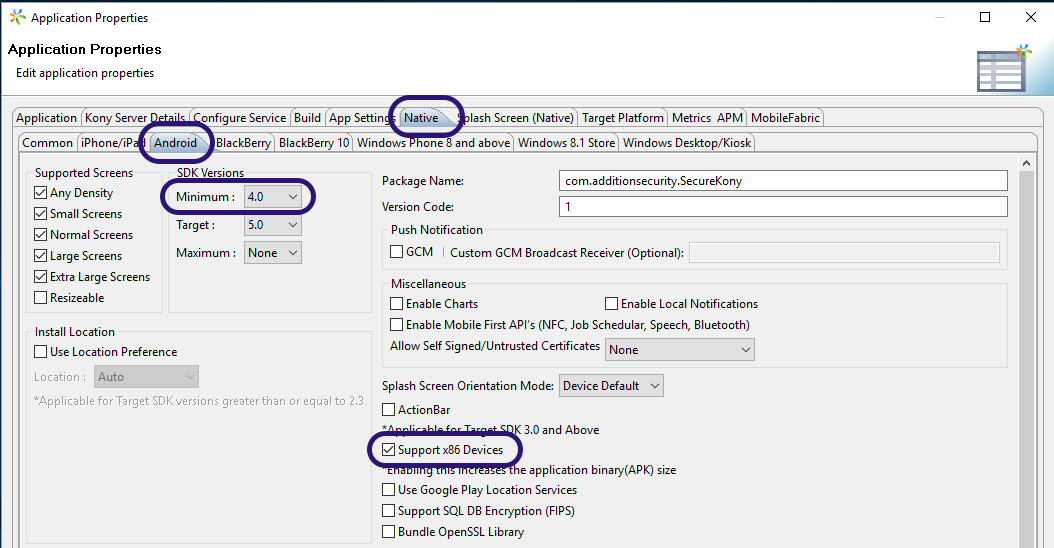 Application Properties
Application Properties
Edit application properties
Application Kony Server Details Configure Service Build App Settings Native Splash Screen (Native) Target Platform Metrics APM MobileFabric
Common iPhone/iPad Android BlackBerry BlackBerry 10 Windows Phone 8 and above Windows 8.1 Store Windows Desktop/Kiosk
Supported Screens
Any Density
Small Screens
Normal Screens
Large Screens
Extra Large Screens
Resizeable
SDK Versions
Minimum : 4.0
Target : 5.0
Maximum : None
Install Location
Use Location Preference
Location : Auto
*Applicable for Target SDK versions greater than or equal to 2.3
Package Name: com.additionsecurity.SecureKony
Version Code: 1
Push Notification
GCM Custom GCM Broadcast Receiver (Optional):
Miscellaneous
Enable Charts Enable Local Notifications
Enable Mobile First API's (NFC, Job Schedular, Speech, Bluetooth)
Allow Self Signed/Untrusted Certificates None
Splash Screen Orientation Mode: Device Default
ActionBar
*Applicable for Target SDK 3.0 and Above
Support x86 Devices
*Enabling this increases the application binary(APK) size
Use Google Play Location Services
Support SQL DB Encryption (FIPS)
Bundle OpenSSL Library